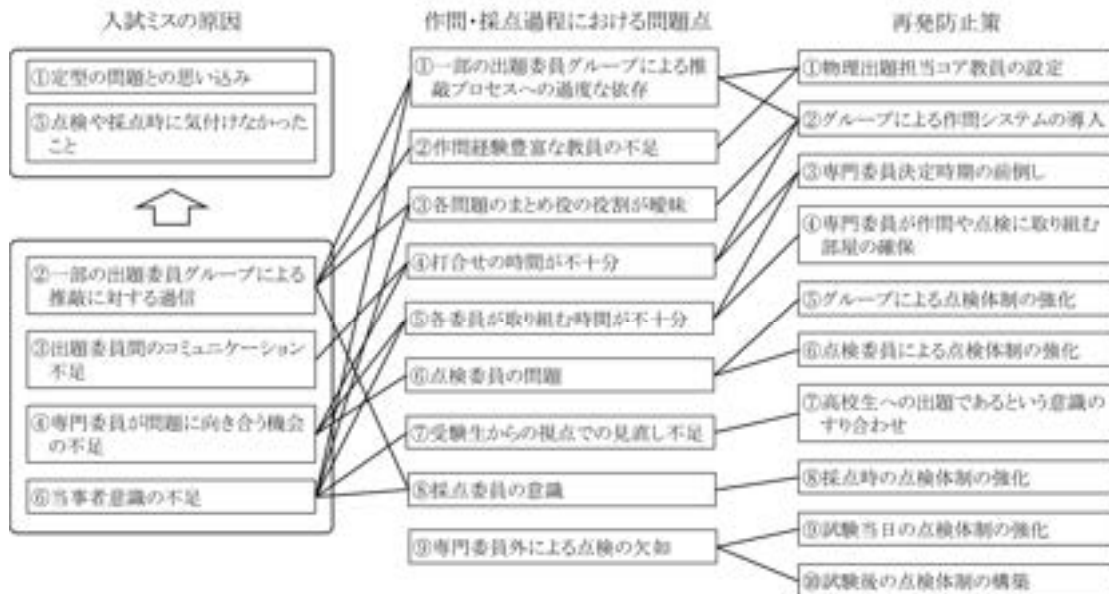 入試ミスの原因
①定型の問題との思い込み
⑤点検や採点時に気付けなかった
こと
②一部の出題委員グループによる
推敲に対する過信
③出題委員間のコミュニケーション
不足
④専門委員が問題に向き合う機会
の不足
⑥当事者意識の不足
作問・採点過程における問題点
①一部の出題委員グループによる推
敲プロセスへの過度な依存
②作問経験豊富な教員の不足
③各問題のまとめ役の役割が曖昧
④打合せの時間が不十分
⑤各委員が取り組む時間が不十分
⑥点検委員の問題
⑦受験生からの視点での見直し不足
⑧採点委員の意識
⑨専門委員外による点検の欠如
再発防止策
①物理出題担当コア教員の設定
②グループによる作問システムの導入
③専門委員決定時期の前倒し
④専門委員が作問や点検に取り組む
部屋の確保
⑤グループによる点検体制の強化
⑥点検委員による点検体制の強化
⑦高校生への出題であるという意識の
すり合わせ
⑧採点時の点検体制の強化
⑨試験当日の点検体制の強化
⑩試験後の点検体制の構築